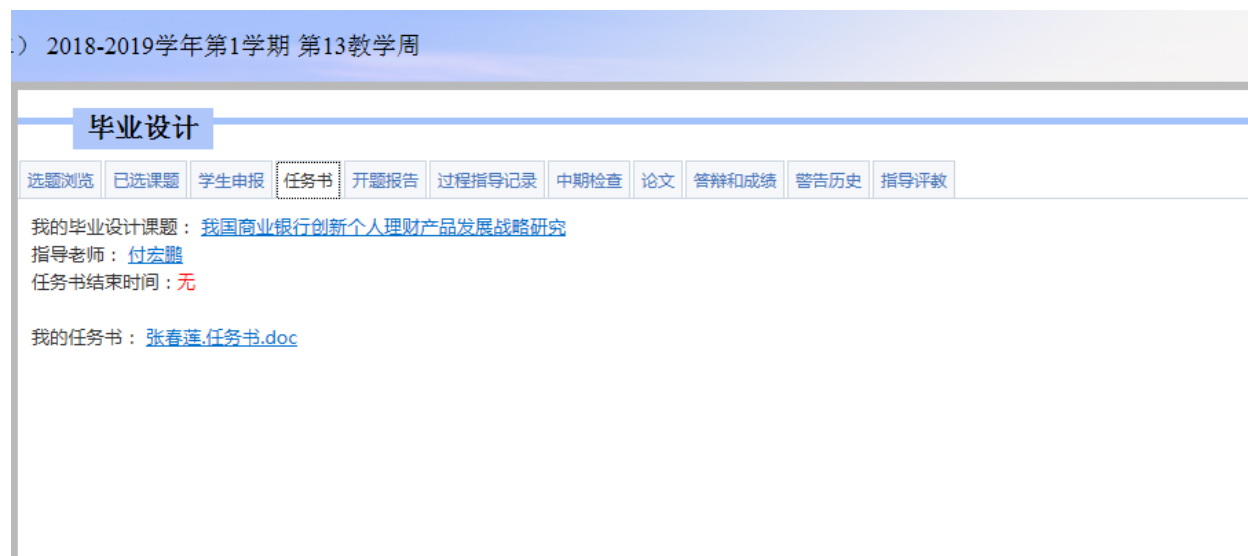 ） 2018-2019学年第1学期 第13教学周
毕业设计
选题浏览 已选课题 学生申报 任务书 开题报告 过程指导记录 中期检查 论文 答辩和成绩 警告历史 指导评教
我的毕业设计课题： 我国商业银行创新个人理财产品发展战略研究
指导老师： 付宏鹏
任务书结束时间：无
我的任务书： 张春莲.任务书.doc